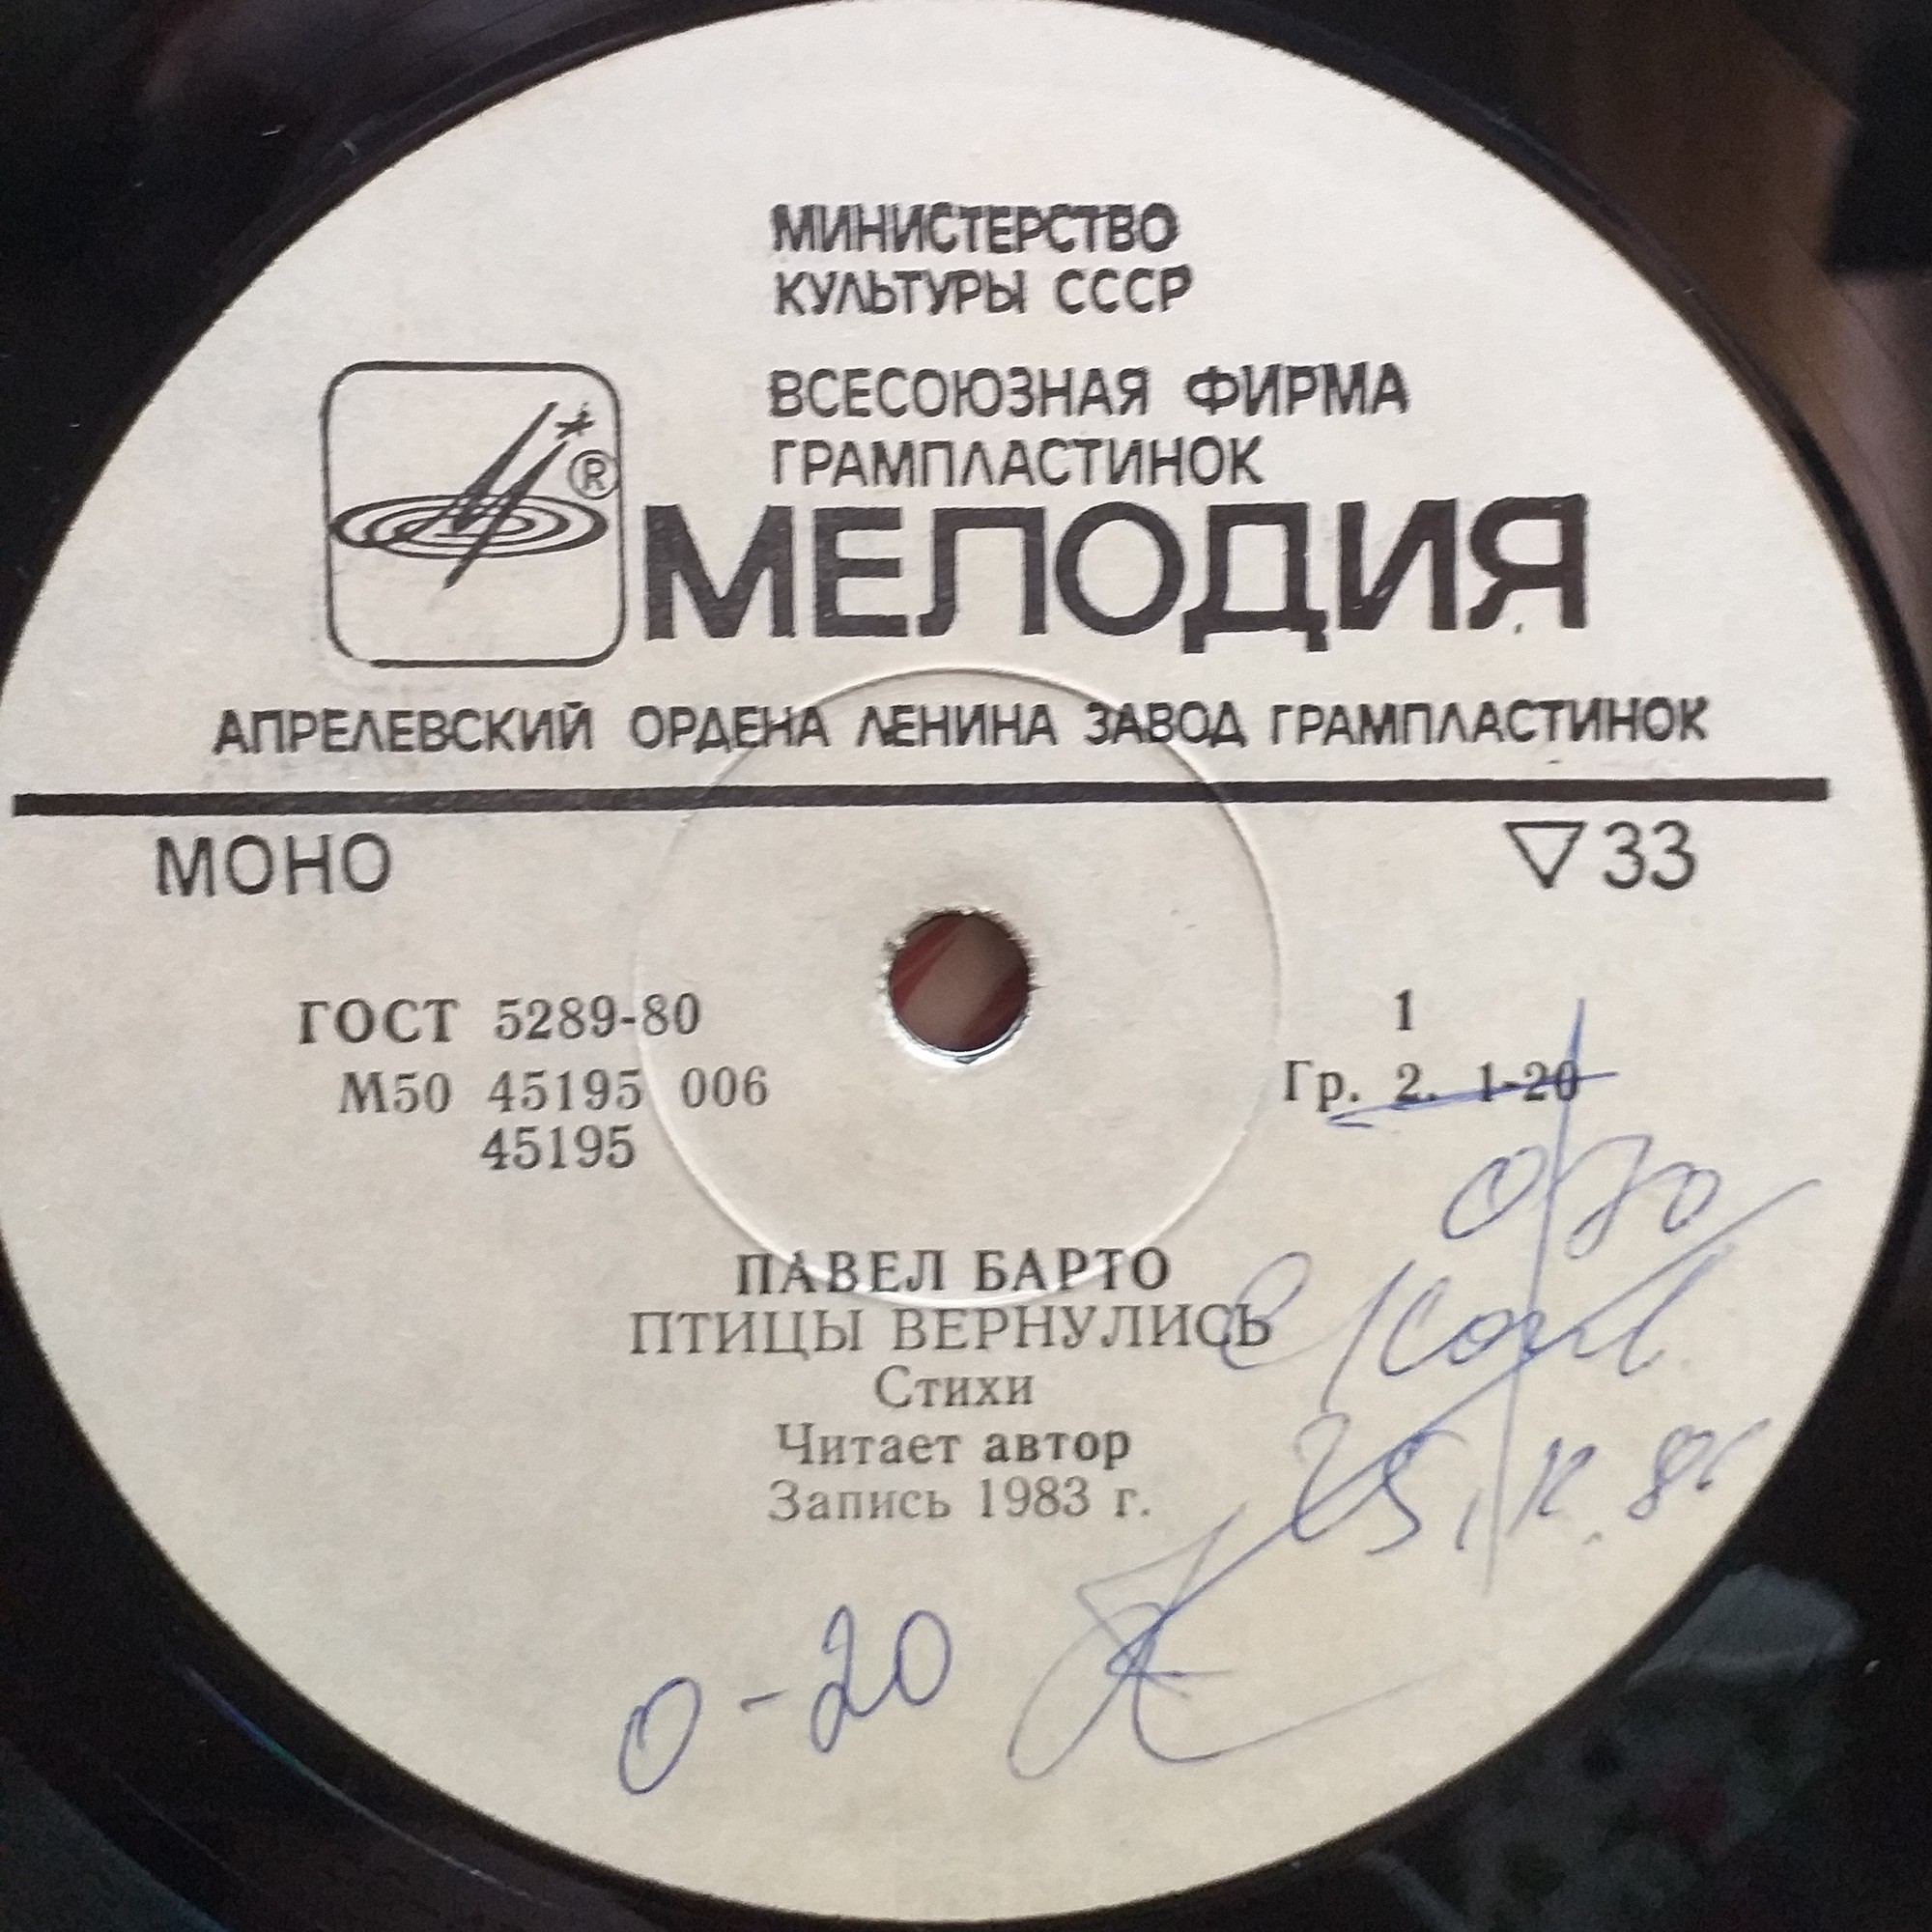 МИНИСТЕРСТВО
КУЛЬТУРЫ СССР
ВСЕСОЮЗНАЯ ФИРМА
ГРАМПЛАСТИНОК
®
МЕЛОДИЯ
АПРЕЛЕВСКИЙ ОРДЕНА ЛЕНИНА ЗАВОД ГРАМПЛАСТИНОК
МОНО
▽33
ГОСТ 5289-80
М50 45195 006
45195
1
Гр. 2. 1-20
ПАВЕЛ БАРТО
ПТИЦЫ ВЕРНУЛИСЬ
Стихи
Читает автор
Запись 1983 г.
0-20